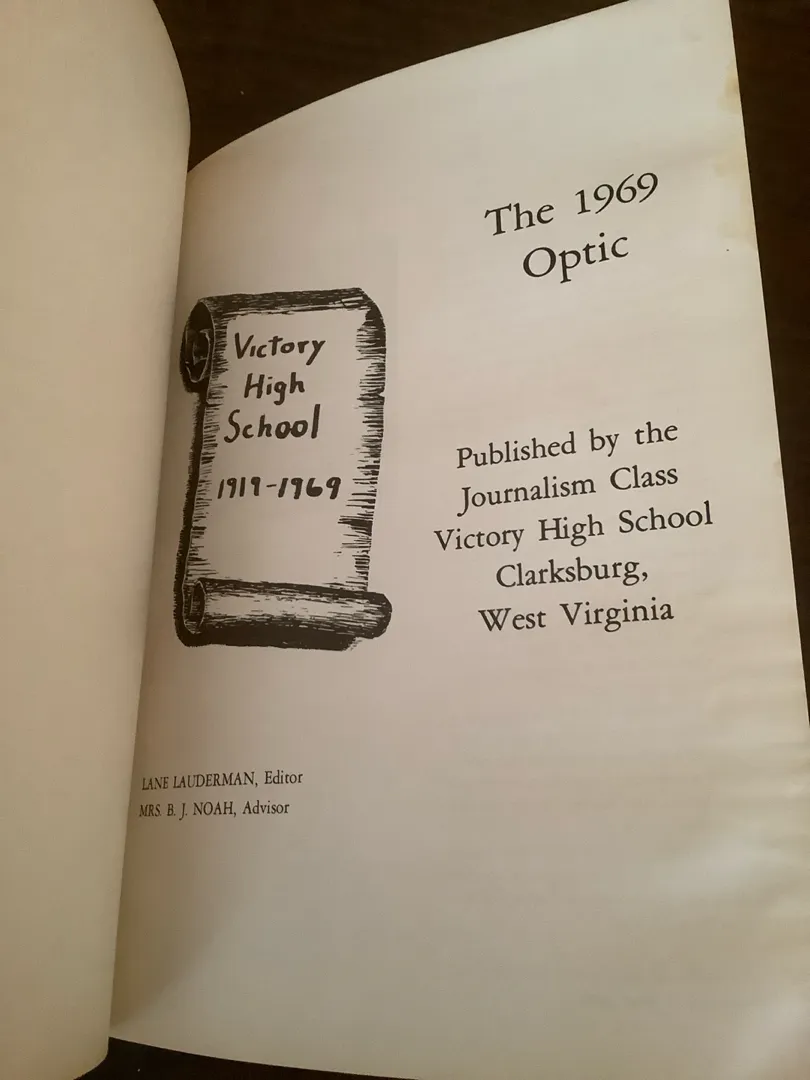 The 1969
Optic
Victory
High
School
1919-1969
Published by the
Journalism Class
Victory High School
Clarksburg,
West Virginia
LANE LAUDERMAN, Editor
MRS. B. J. NOAH, Advisor